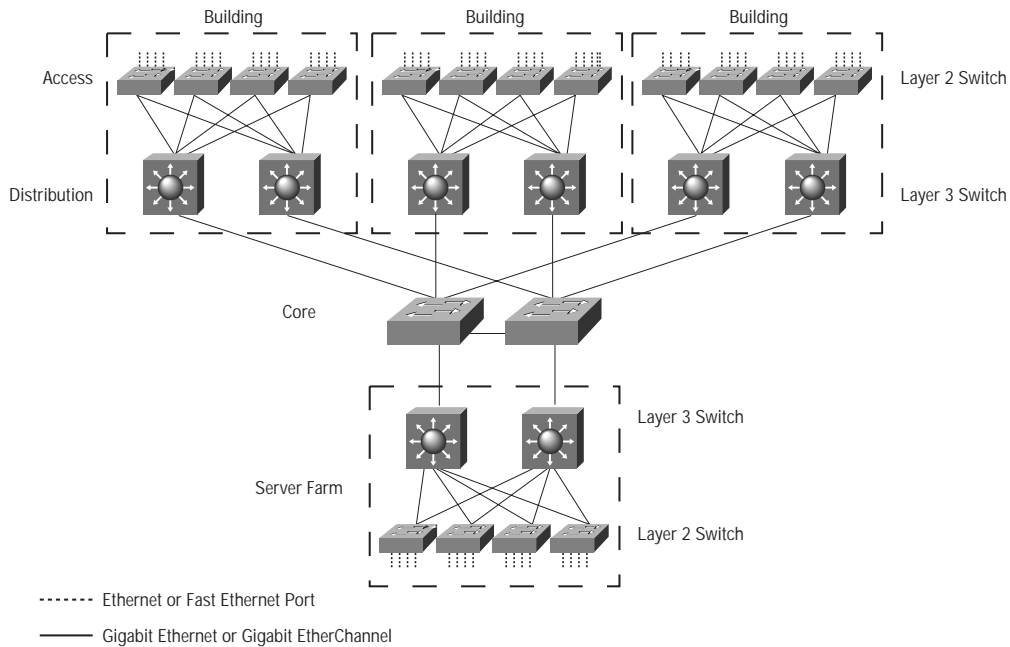 Building
Building
Building
Access
Layer 2 Switch
Distribution
Layer 3 Switch
Core
Layer 3 Switch
Server Farm
Layer 2 Switch
Ethernet or Fast Ethernet Port
Gigabit Ethernet or Gigabit EtherChannel